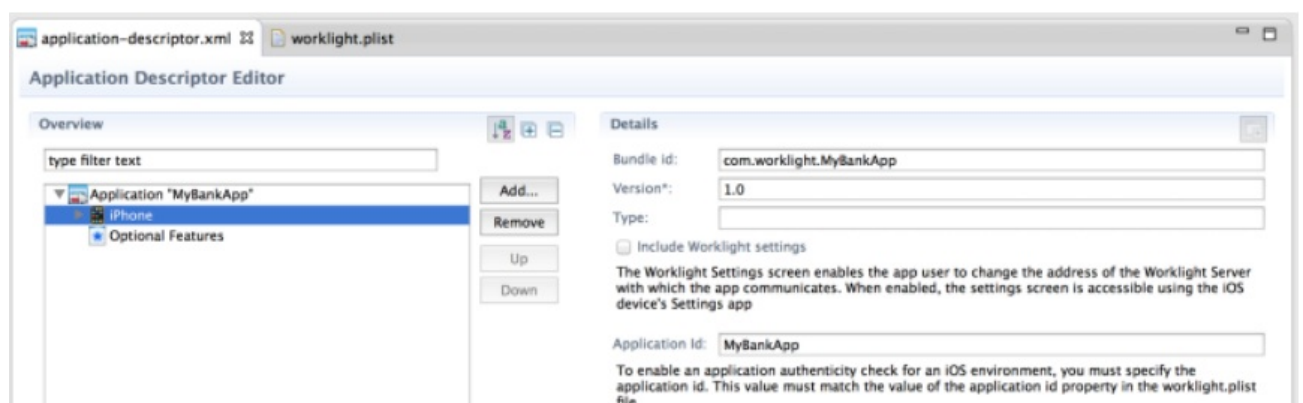 application-descriptor.xml
worklight.plist
Application Descriptor Editor
Overview
type filter text
Application "MyBankApp"
iPhone
Optional Features
Add...
Remove
Up
Down
Details
Bundle id: com.worklight.MyBankApp
Version*: 1.0
Type:
Include Worklight settings
The Worklight Settings screen enables the app user to change the address of the Worklight Server
with which the app communicates. When enabled, the settings screen is accessible using the iOS
device's Settings app
Application Id: MyBankApp
To enable an application authenticity check for an iOS environment, you must specify the
application id. This value must match the value of the application id property in the worklight.plist
file